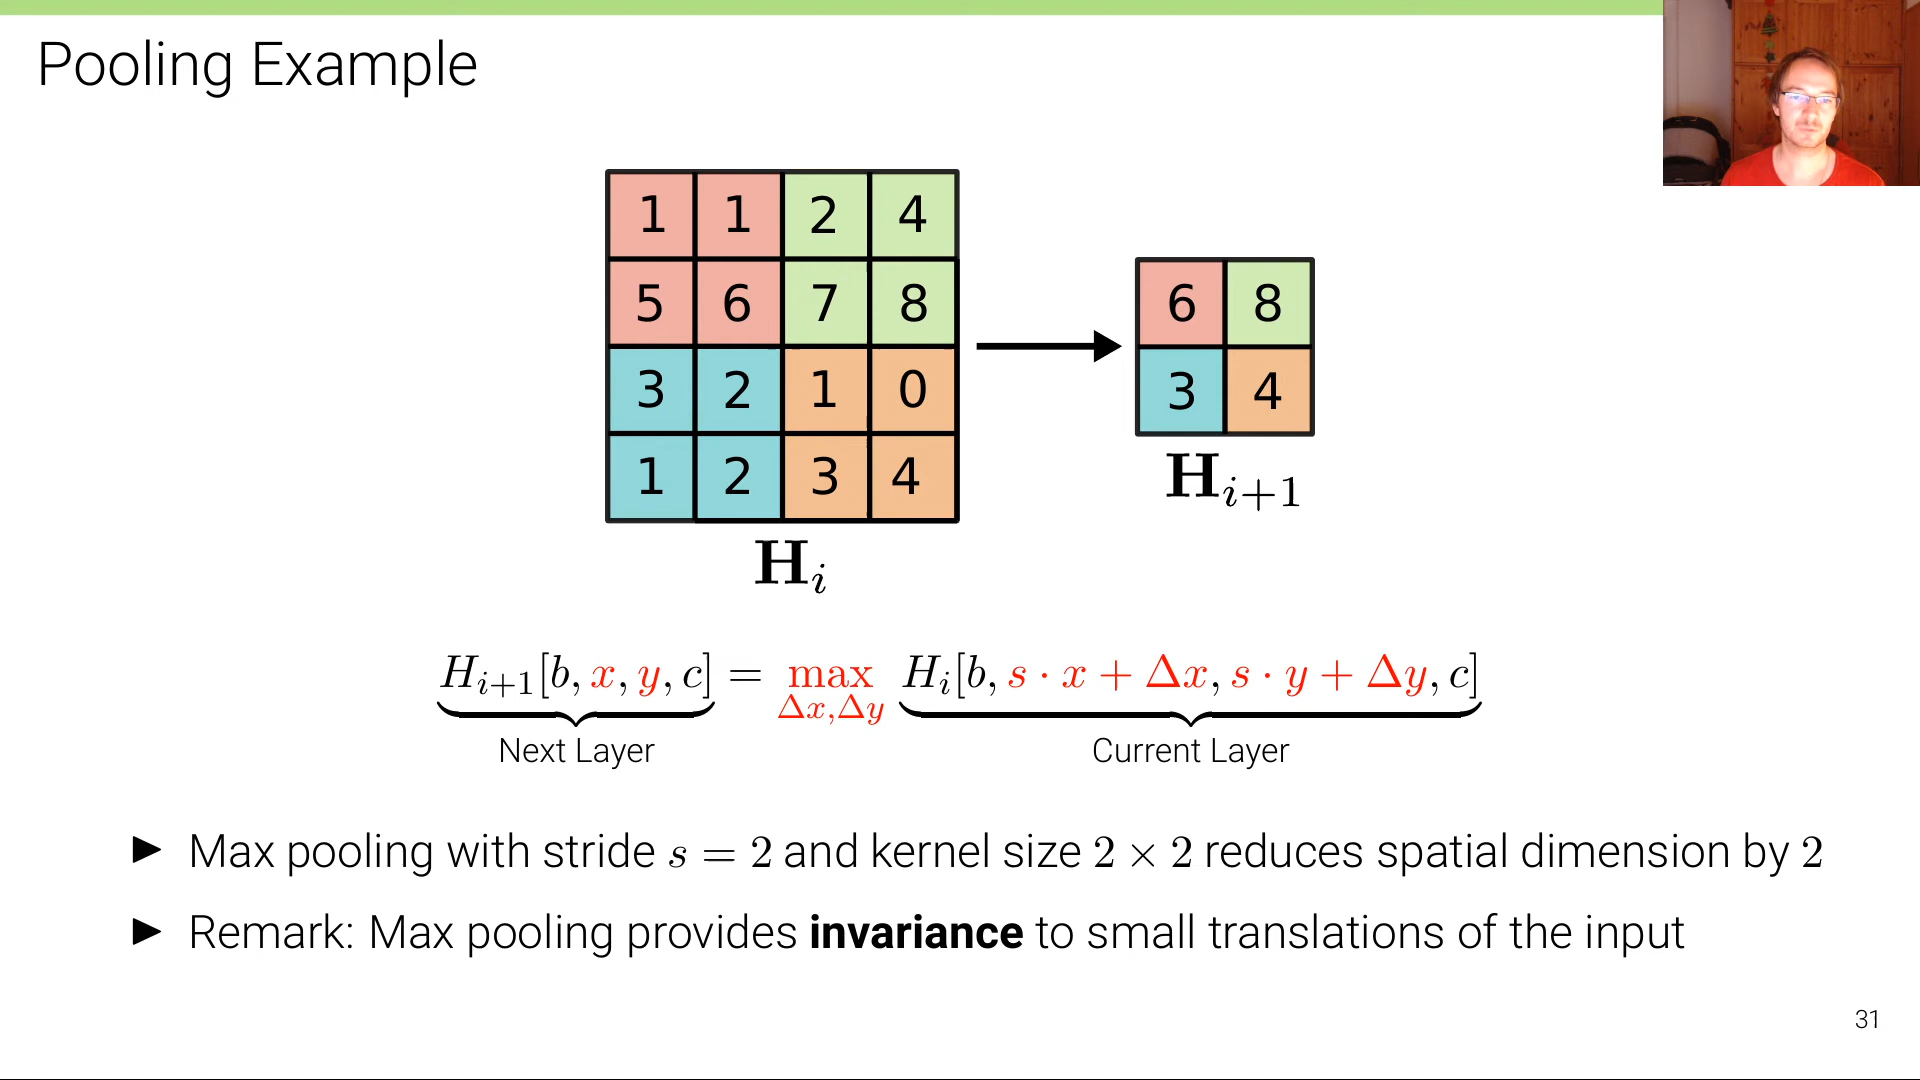 Pooling Example
1 1 2 4
5 6 7 8
3 2 1 0
1 2 3 4
6 8
3 4
H_{i+1}
H_i
H_{i+1}[b, x, y, c] = max_{Δx,Δy} H_i[b, s · x + Δx, s · y + Δy, c]
Next Layer
Current Layer
► Max pooling with stride s = 2 and kernel size 2 × 2 reduces spatial dimension by 2
► Remark: Max pooling provides invariance to small translations of the input
31